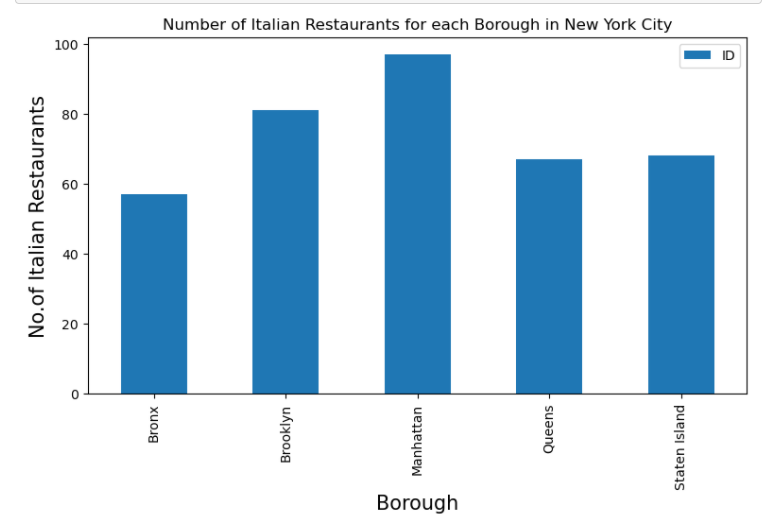 Number of Italian Restaurants for each Borough in New York City
ID
No.of Italian Restaurants
100
80
60
40
20
0
Bronx
Brooklyn
Manhattan
Queens
Staten Island
Borough